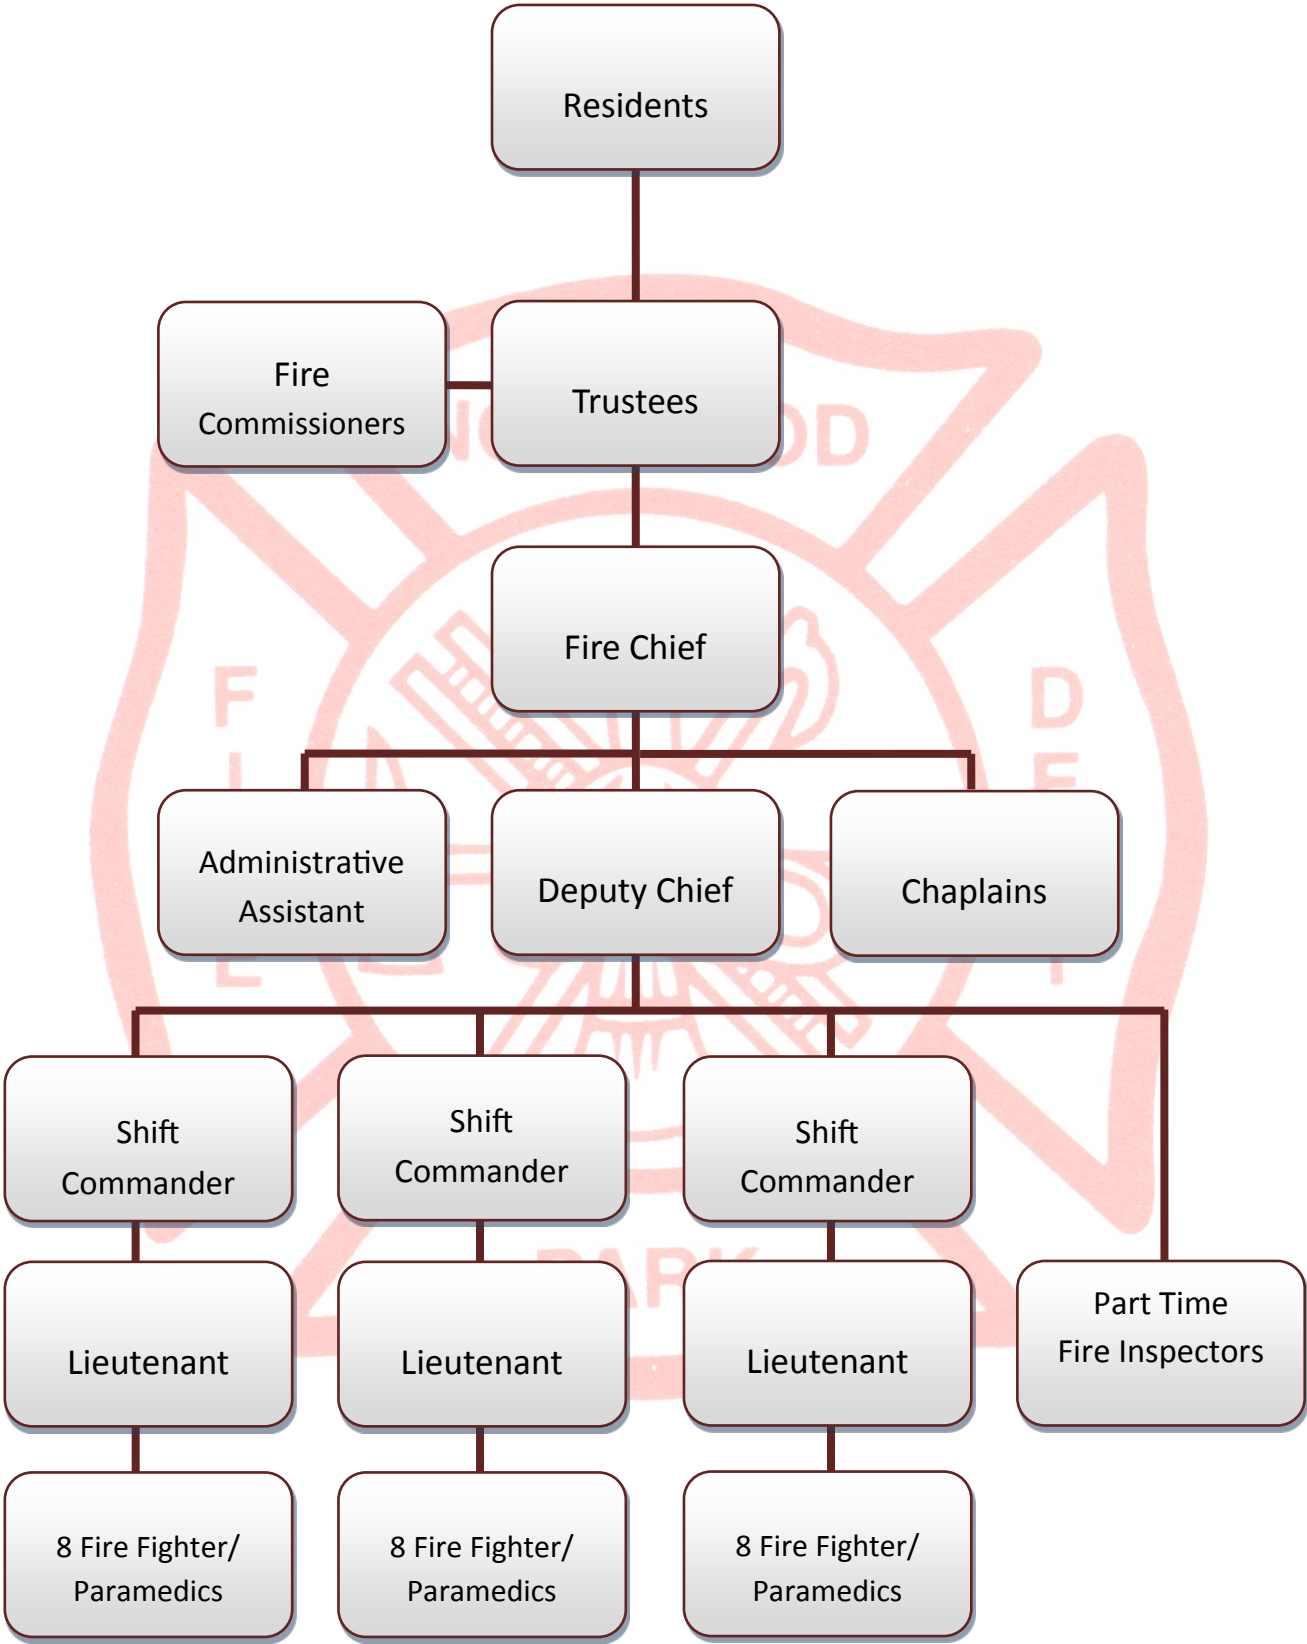 Residents
Fire
Commissioners
Trustees
Fire Chief
Administrative
Assistant
Deputy Chief
Chaplains
Shift
Commander
Shift
Commander
Shift
Commander
Lieutenant
Lieutenant
Lieutenant
Part Time
Fire Inspectors
8 Fire Fighter/
Paramedics
8 Fire Fighter/
Paramedics
8 Fire Fighter/
Paramedics
PARK